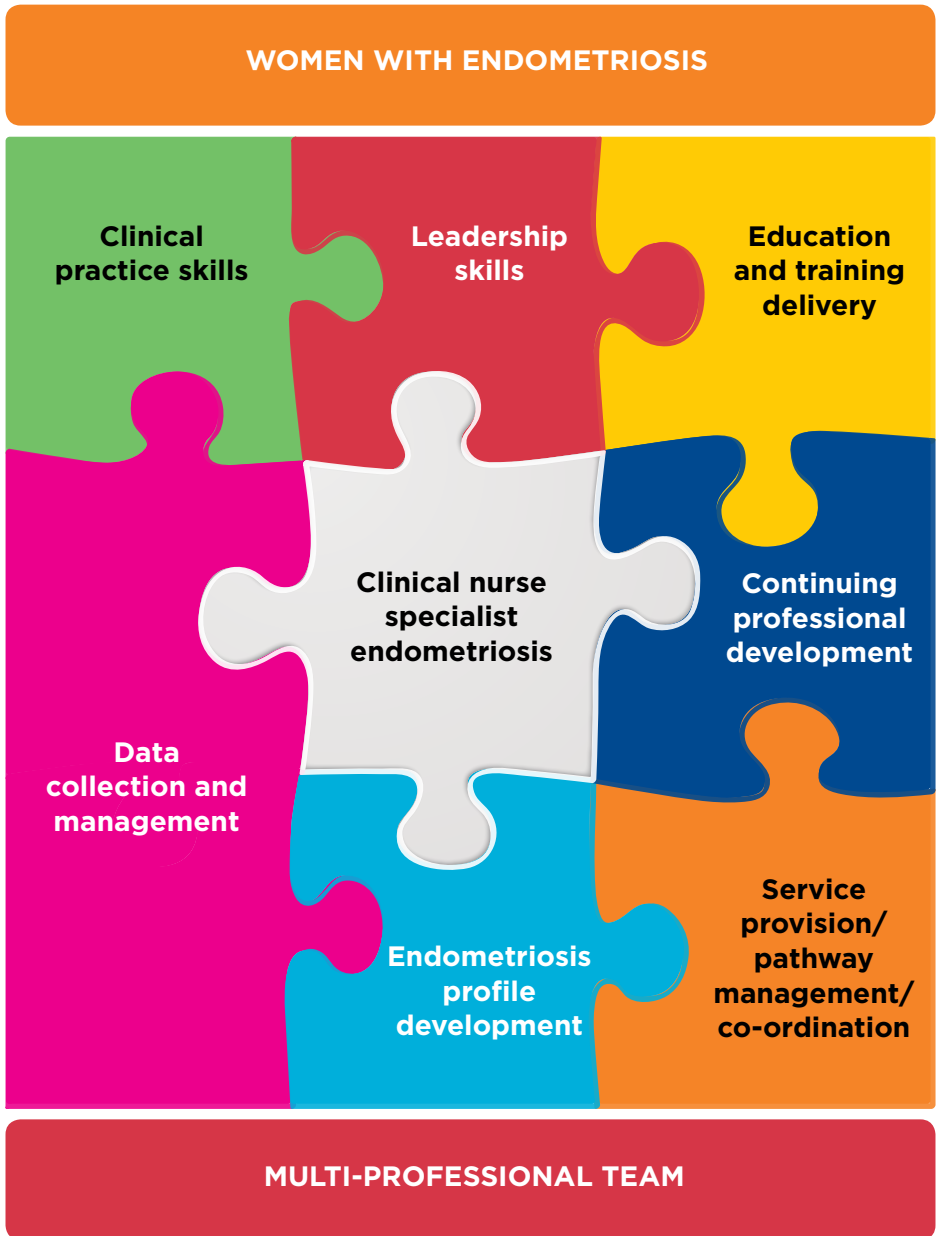 WOMEN WITH ENDOMETRIOSIS
Clinical
practice skills
Leadership
skills
Education
and training
delivery
Clinical nurse
specialist
endometriosis
Continuing
professional
development
Data
collection and
management
Endometriosis
profile
development
Service
provision/
pathway
management/
co-ordination
MULTI-PROFESSIONAL TEAM